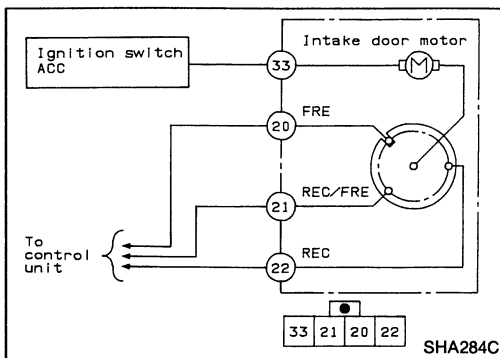 Ignition switch
ACC
Intake door motor
33
M
20
FRE
21
REC/FRE
To
control
unit
22
REC
33 21 20 22
SHA284C